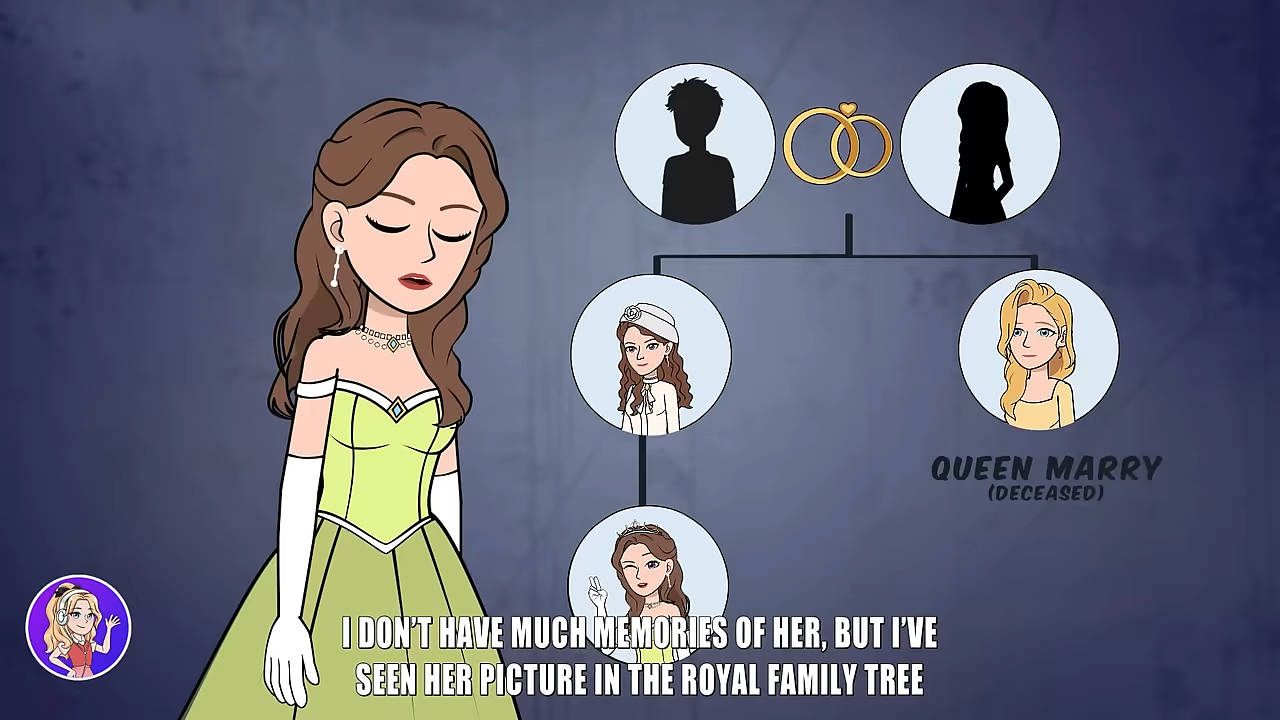 QUEEN MARRY
(DECEASED)
I DON'T HAVE MUCH MEMORIES OF HER, BUT I'VE
SEEN HER PICTURE IN THE ROYAL FAMILY TREE